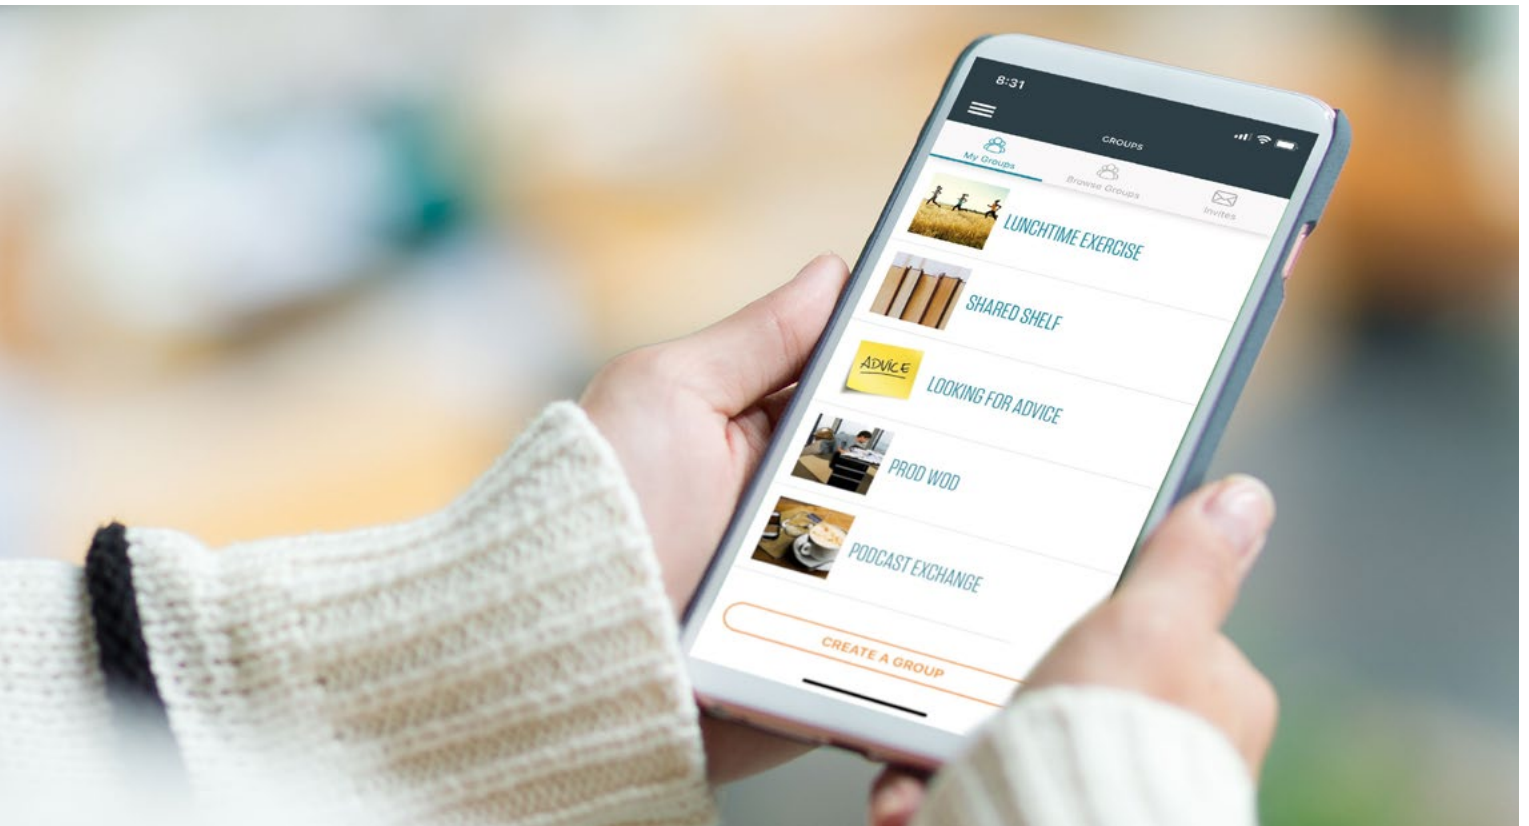 8:31
GROUPS
My Groups
Browse Groups
Invites
LUNCHTIME EXERCISE
SHARED SHELF
ADVICE
LOOKING FOR ADVICE
PROD WOD
PODCAST EXCHANGE
CREATE A GROUP